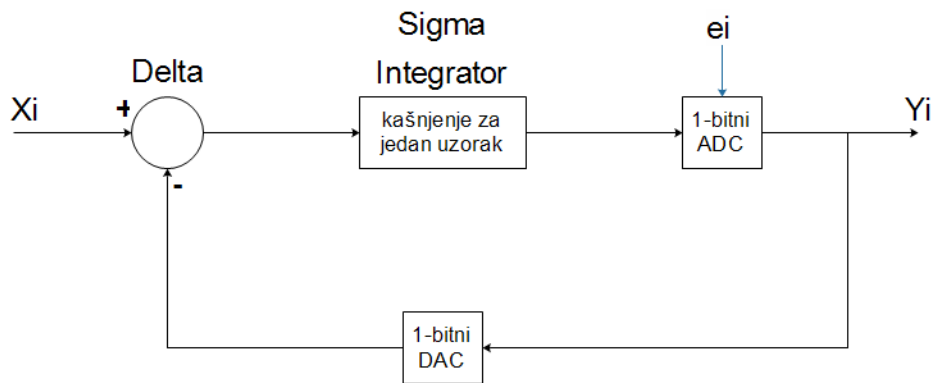 Sigma
Integrator
Delta
ei
Xi
+
-
kašnjenje za
jedan uzorak
1-bitni
ADC
Yi
1-bitni
DAC